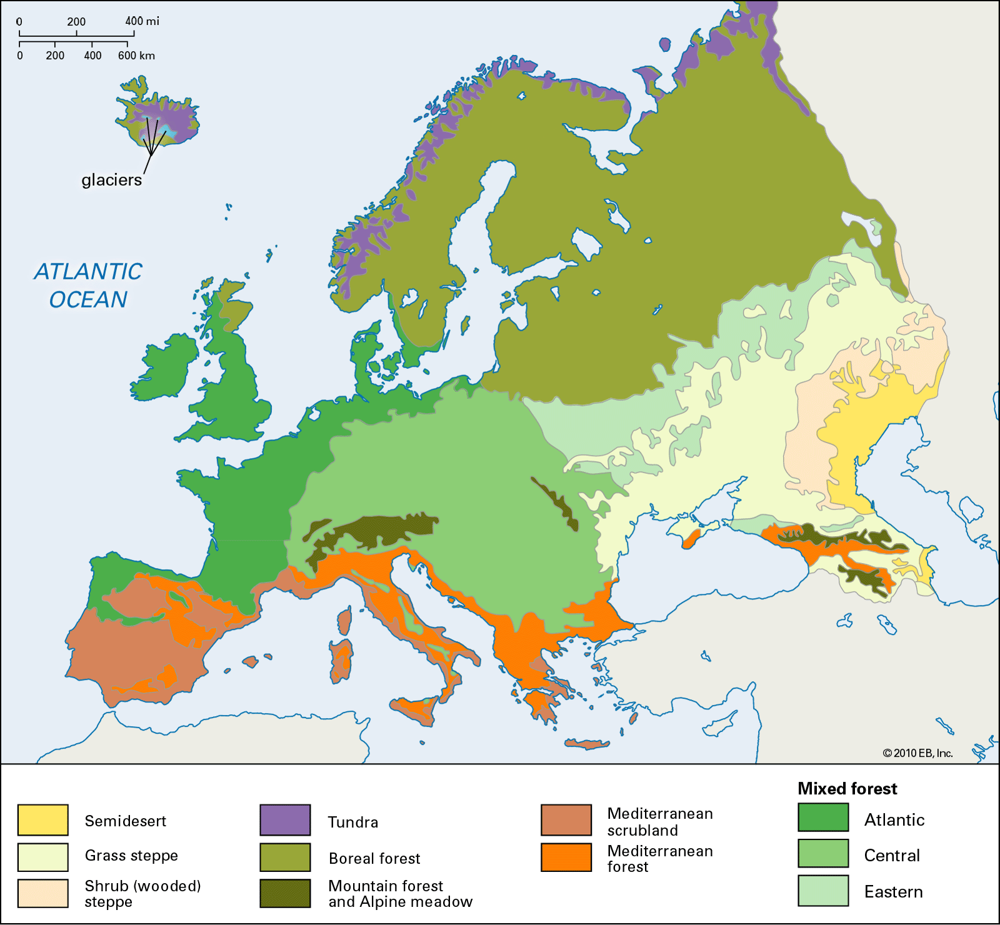 0 200 400 mi
0 200 400 600 km
glaciers
ATLANTIC
OCEAN
© 2010 EB, Inc.
Semidesert
Grass steppe
Shrub (wooded)
steppe
Tundra
Boreal forest
Mountain forest
and Alpine meadow
Mediterranean
scrubland
Mediterranean
forest
Mixed forest
Atlantic
Central
Eastern